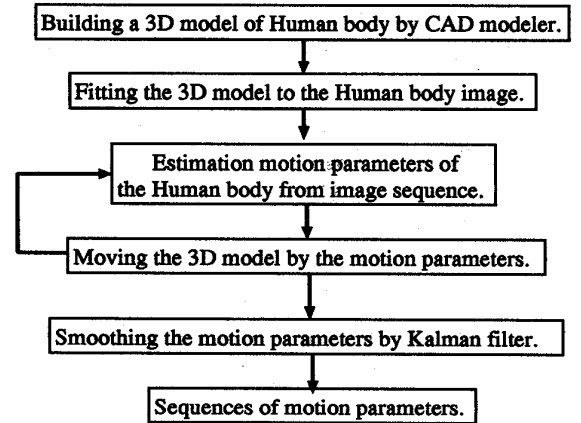 Building a 3D model of Human body by CAD modeler.
Fitting the 3D model to the Human body image.
Estimation motion parameters of
the Human body from image sequence.
Moving the 3D model by the motion parameters.
Smoothing the motion parameters by Kalman filter.
Sequences of motion parameters.